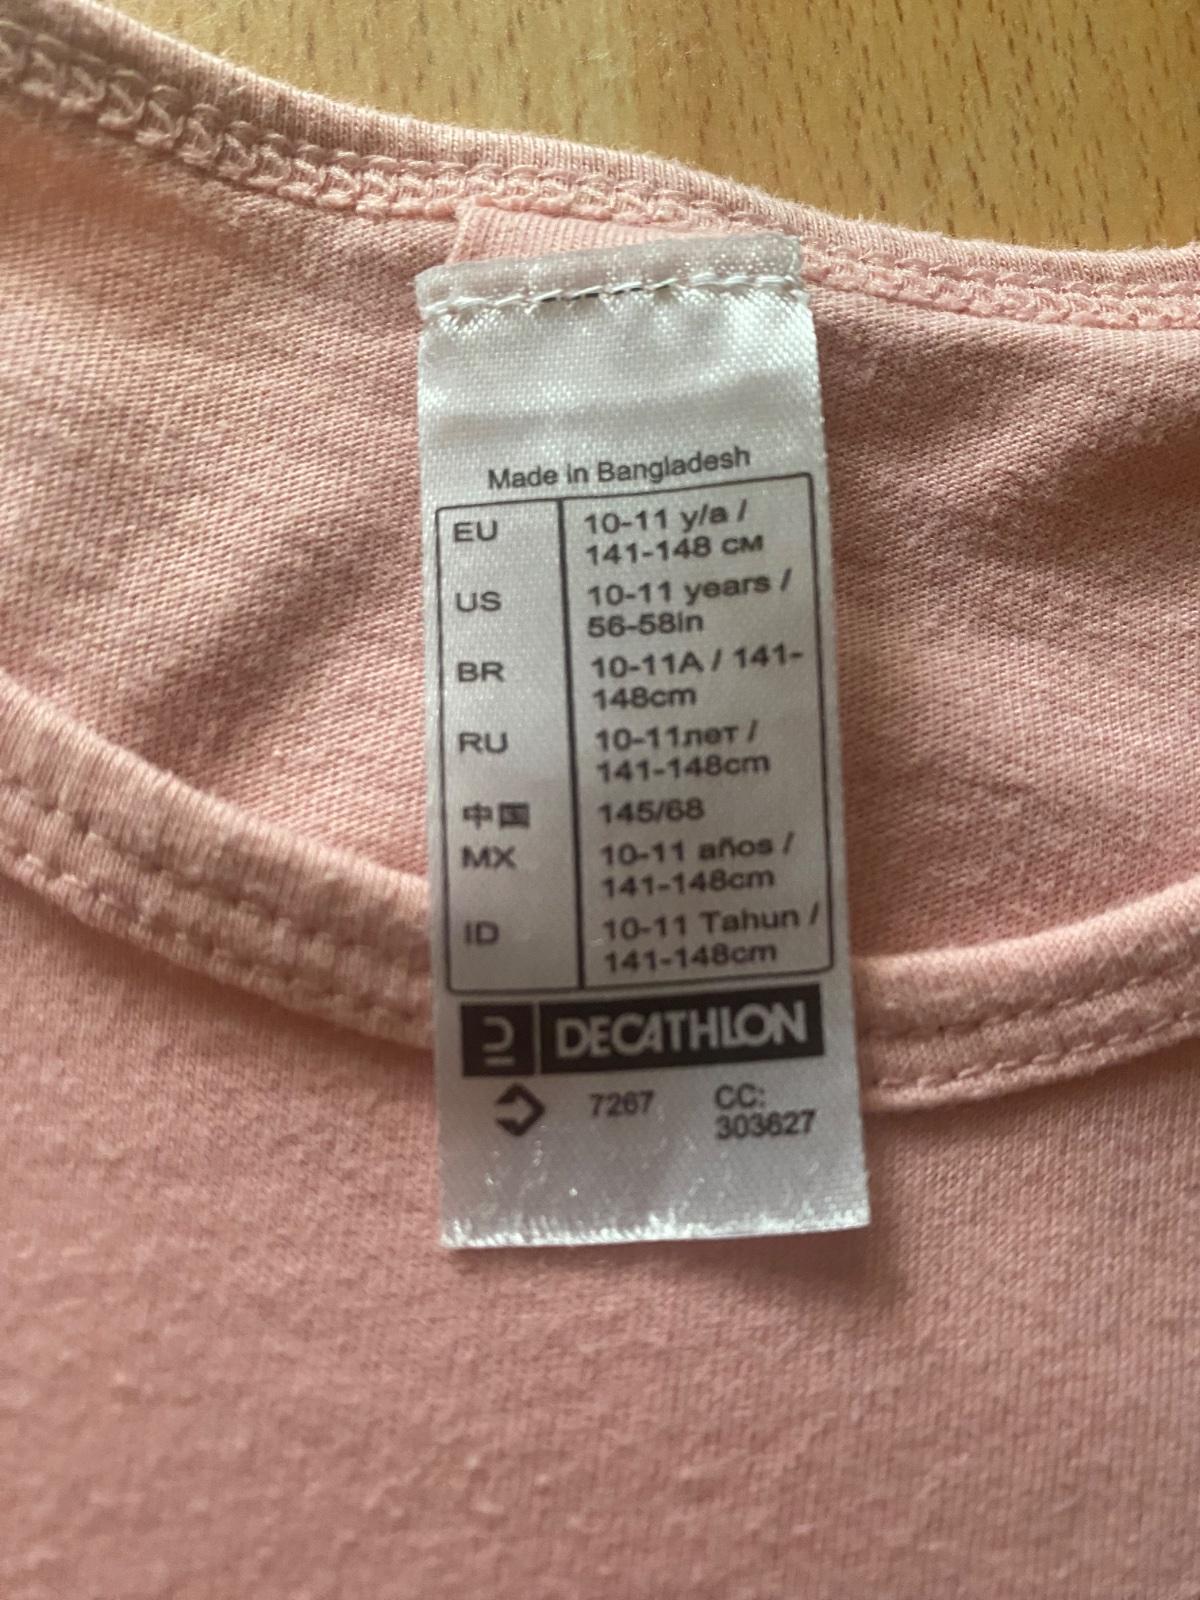 Made in Bangladesh
EU 10-11 y/a /
141-148 см
US 10-11 years /
56-58in
BR 10-11A / 141-
148cm
RU 10-11лет /
141-148cm
中国 145/68
MX 10-11 años /
141-148cm
ID 10-11 Tahun /
141-148cm
DECATHLON
7267 CC:
303627